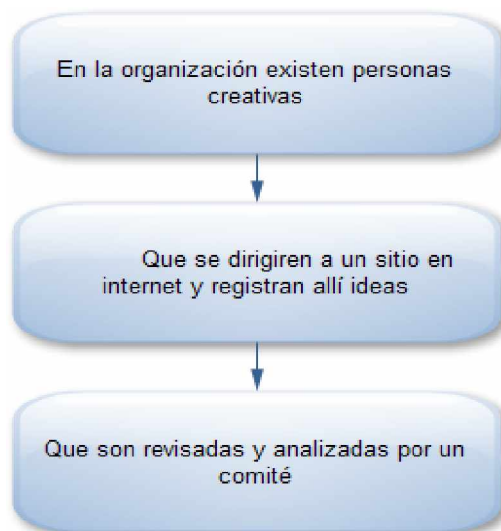 En la organización existen personas
creativas
Que se dirigiren a un sitio en
internet y registran allí ideas
Que son revisadas y analizadas por un
comité